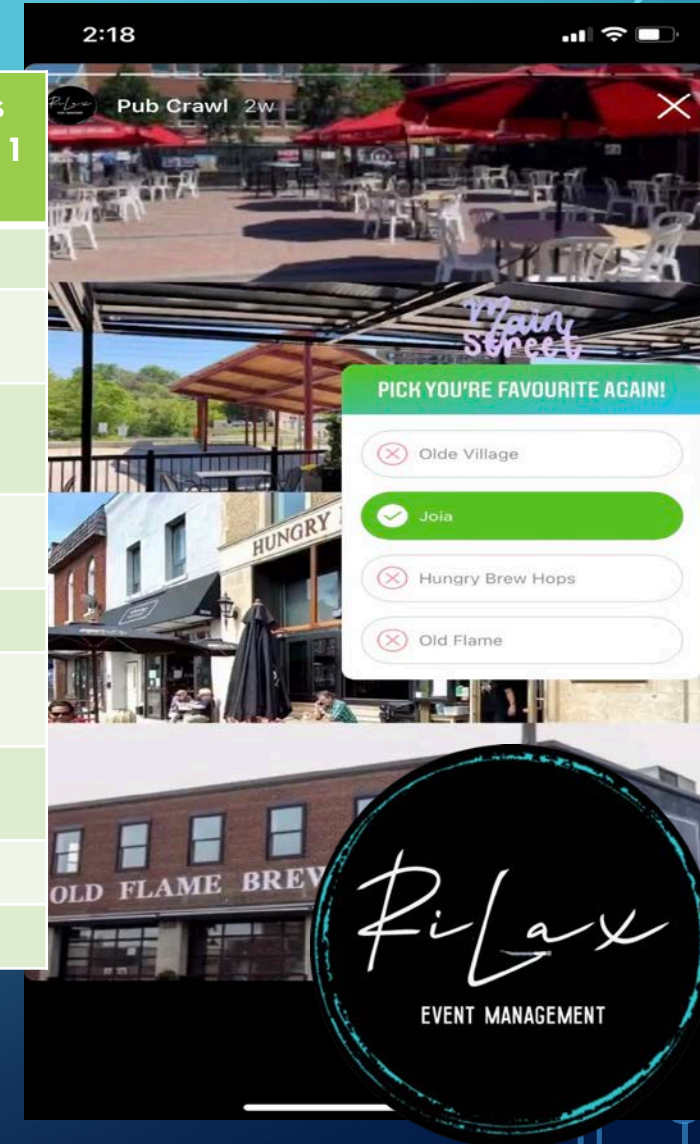 2:18
s
1
Pub Crawl 2w
Main
Street
PICK YOU'RE FAVOURITE AGAIN!
Olde Village
Joia
Hungry Brew Hops
Old Flame
HUNGRY
OLD FLAME BREW
RiLax
EVENT MANAGEMENT